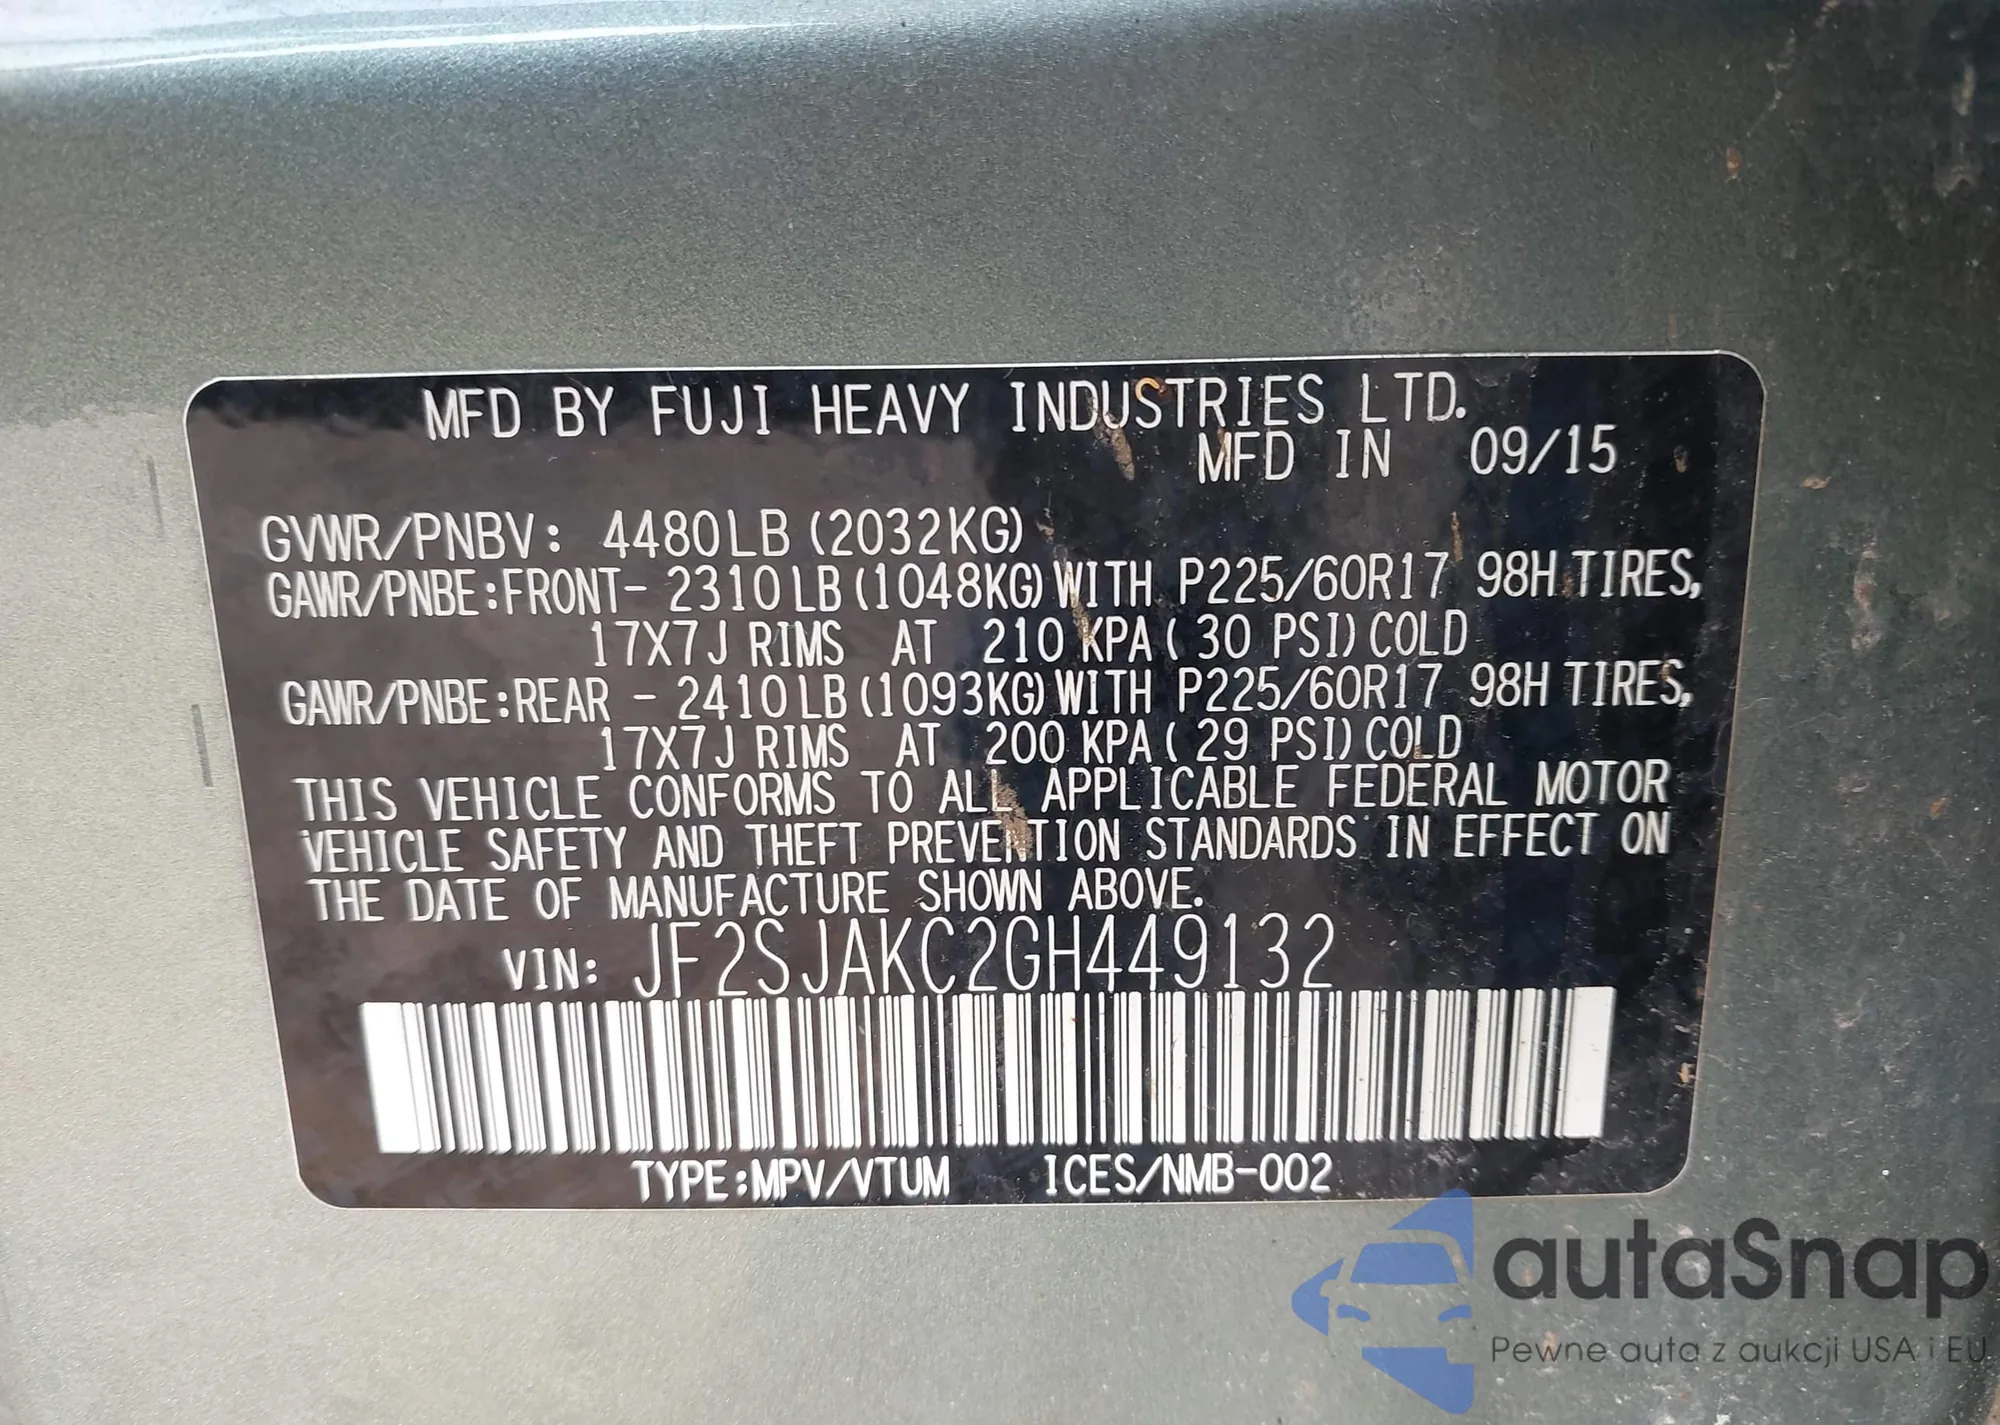 MFD BY FUJI HEAVY INDUSTRIES LTD.
MFD IN 09/15
GVWR/PNBV: 4480LB (2032KG)
GAWR/PNBE:FRONT- 2310LB (1048KG) WITH P225/60R17 98H TIRES,
17X7J RIMS AT 210 KPA ( 30 PSI) COLD
GAWR/PNBE:REAR - 2410LB (1093KG) WITH P225/60R17 98H TIRES,
17X7J RIMS AT 200 KPA ( 29 PSI) COLD
THIS VEHICLE CONFORMS TO ALL APPLICABLE FEDERAL MOTOR
VEHICLE SAFETY AND THEFT PREVENTION STANDARDS IN EFFECT ON
THE DATE OF MANUFACTURE SHOWN ABOVE.
VIN: JF2SJAKC2GH449132
TYPE:MPV/VTUM ICES/NMB-002
autaSnap
Pewne auta z aukcji USA i EU